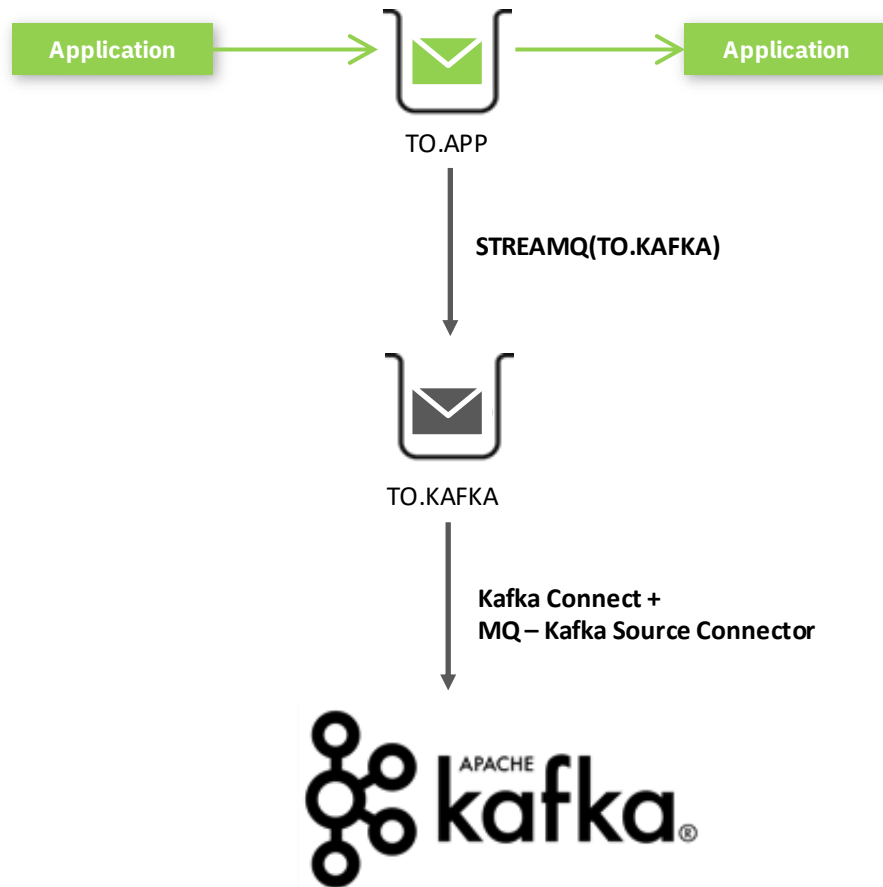 Application
Application
TO.APP
STREAMQ(TO.KAFKA)
TO.KAFKA
Kafka Connect +
MQ – Kafka Source Connector
APACHE
kafka®